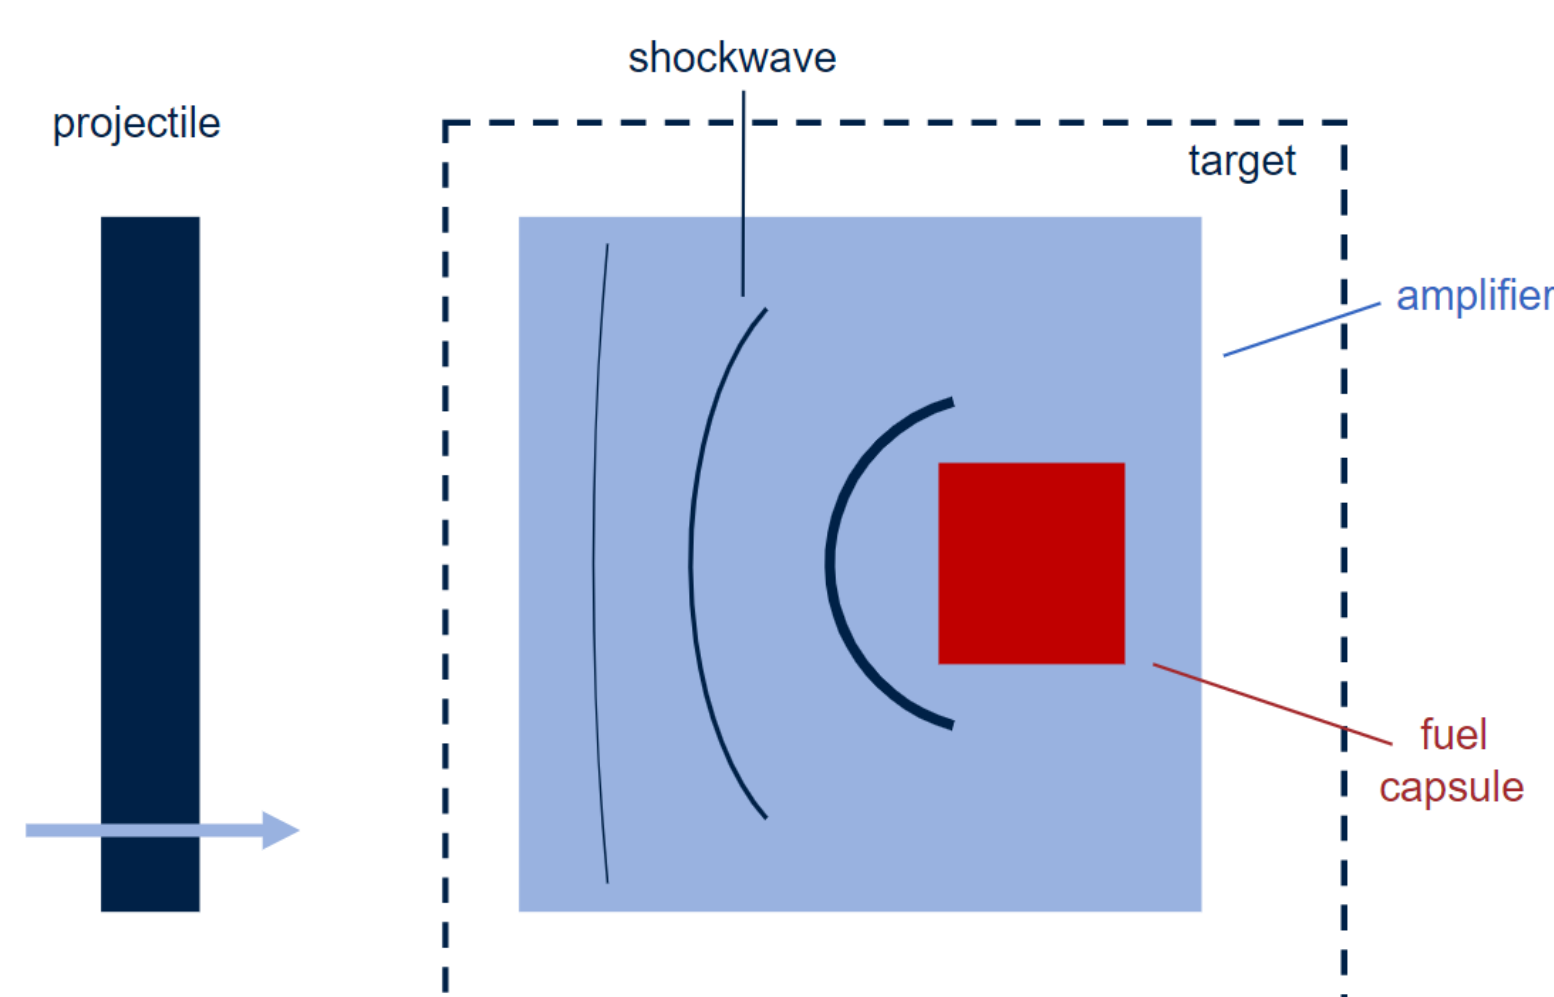 shockwave
projectile
target
amplifier
fuel
capsule